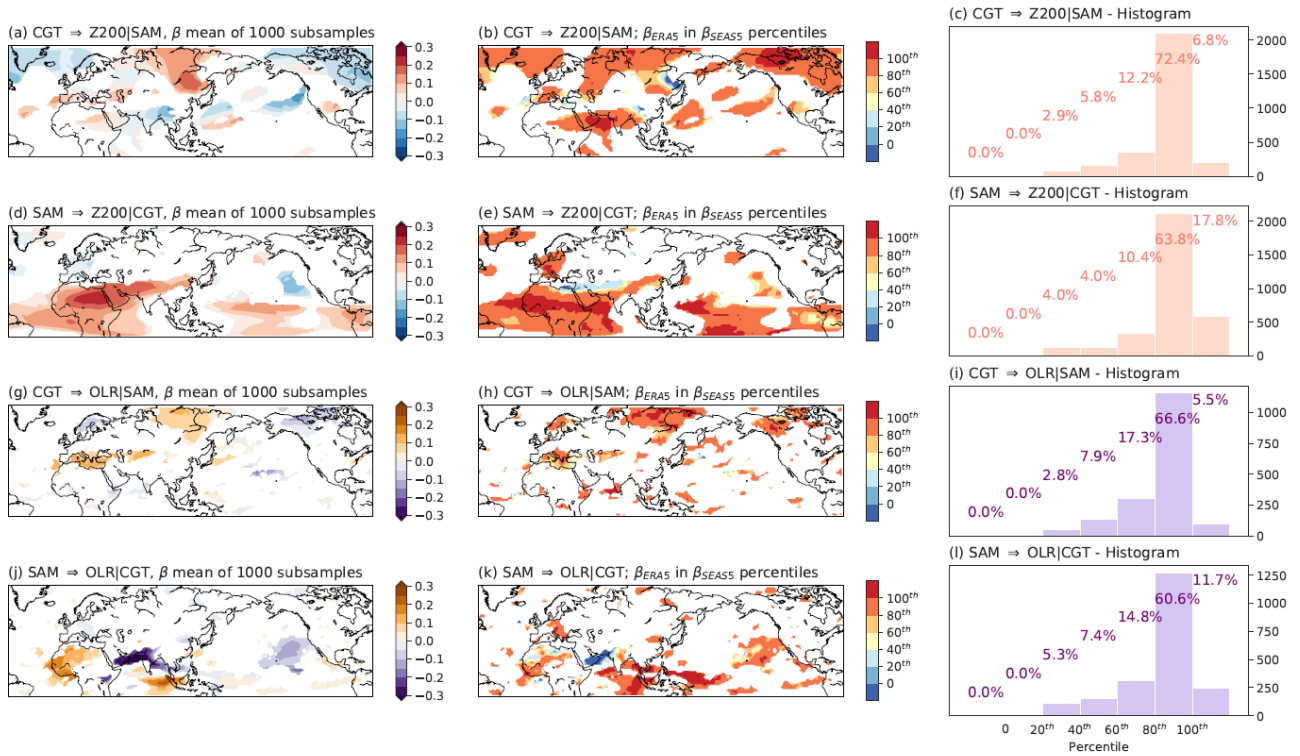 (a) CGT ⇒ Z200|SAM, β mean of 1000 subsamples
0.3
0.2
0.1
0.0
−0.1
−0.2
−0.3
(b) CGT ⇒ Z200|SAM; βERA5 in βSEAS5 percentiles
100th
80th
60th
40th
20th
0
(c) CGT ⇒ Z200|SAM - Histogram
0.0%
0.0%
2.9%
5.8%
12.2%
72.4%
6.8%
2000
1500
1000
500
0
(d) SAM ⇒ Z200|CGT, β mean of 1000 subsamples
0.3
0.2
0.1
0.0
−0.1
−0.2
−0.3
(e) SAM ⇒ Z200|CGT; βERA5 in βSEAS5 percentiles
100th
80th
60th
40th
20th
0
(f) SAM ⇒ Z200|CGT - Histogram
0.0%
0.0%
4.0%
4.0%
10.4%
63.8%
17.8%
2000
1500
1000
500
0
(g) CGT ⇒ OLR|SAM, β mean of 1000 subsamples
0.3
0.2
0.1
0.0
−0.1
−0.2
−0.3
(h) CGT ⇒ OLR|SAM; βERA5 in βSEAS5 percentiles
100th
80th
60th
40th
20th
0
(i) CGT ⇒ OLR|SAM - Histogram
0.0%
0.0%
2.8%
7.9%
17.3%
66.6%
5.5%
1000
750
500
250
0
(j) SAM ⇒ OLR|CGT, β mean of 1000 subsamples
0.3
0.2
0.1
0.0
−0.1
−0.2
−0.3
(k) SAM ⇒ OLR|CGT; βERA5 in βSEAS5 percentiles
100th
80th
60th
40th
20th
0
(l) SAM ⇒ OLR|CGT - Histogram
0.0%
0.0%
5.3%
7.4%
14.8%
60.6%
11.7%
1250
1000
750
500
250
0
0 20th 40th 60th 80th 100th
Percentile